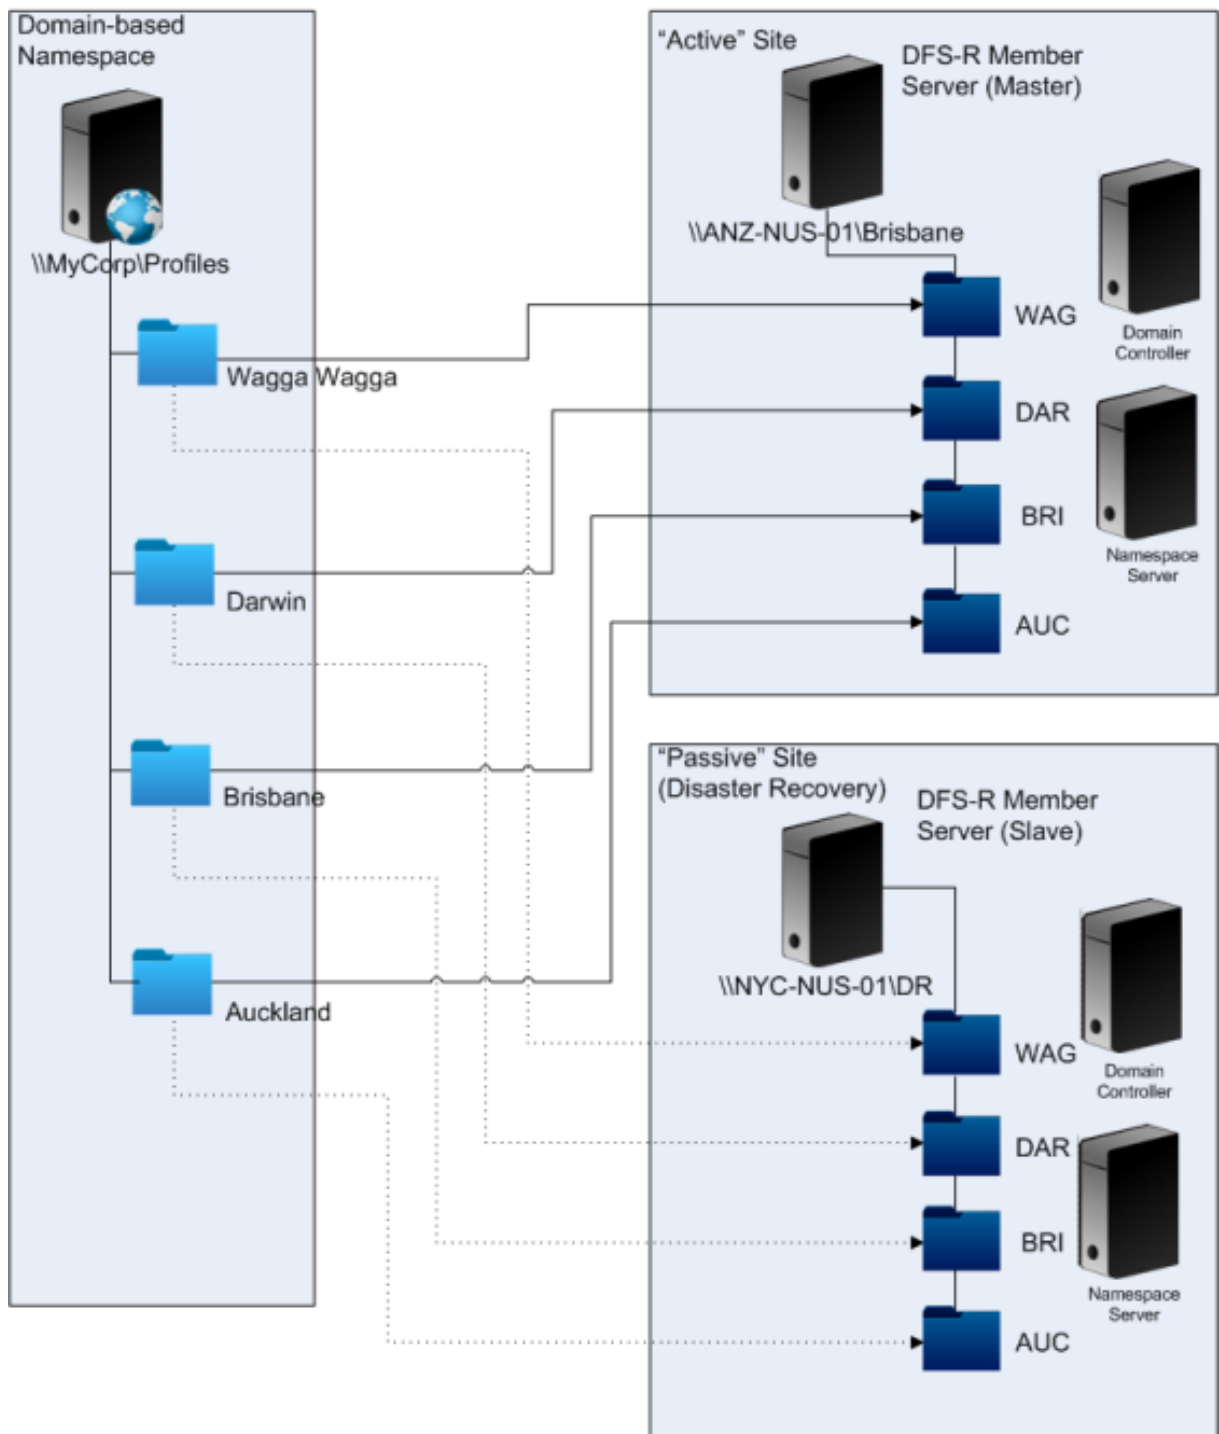 Domain-based
Namespace
\\MyCorp\Profiles
Wagga Wagga
Darwin
Brisbane
Auckland
“Active” Site
DFS-R Member
Server (Master)
\\ANZ-NUS-01\Brisbane
WAG
DAR
BRI
AUC
Domain
Controller
Namespace
Server
“Passive” Site
(Disaster Recovery)
DFS-R Member
Server (Slave)
\\NYC-NUS-01\DR
WAG
DAR
BRI
AUC
Domain
Controller
Namespace
Server